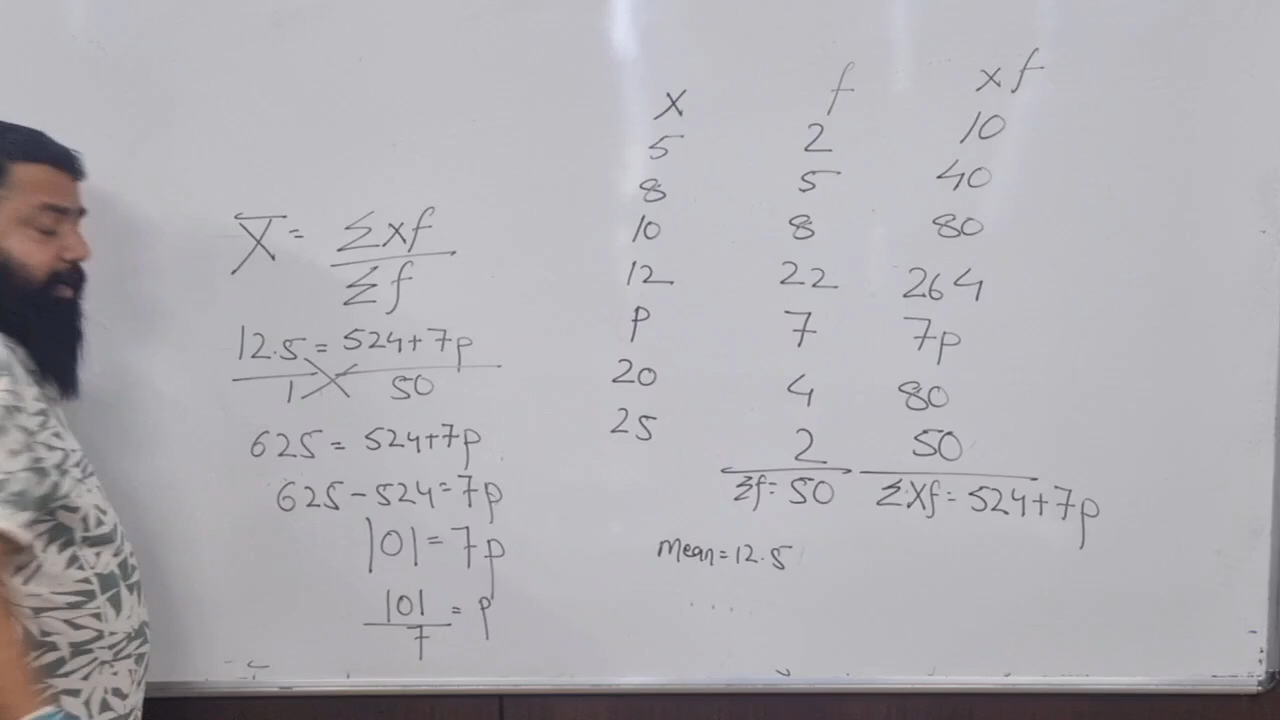 X̄ = Σxf / Σf
12.5 / 1 = 524+7p / 50
625 = 524+7p
625-524=7p
101 = 7p
101 / 7 = p
x f xf
5 2 10
8 5 40
10 8 80
12 22 264
p 7 7p
20 4 80
25 2 50
Σf = 50 Σxf = 524+7p
mean = 12.5